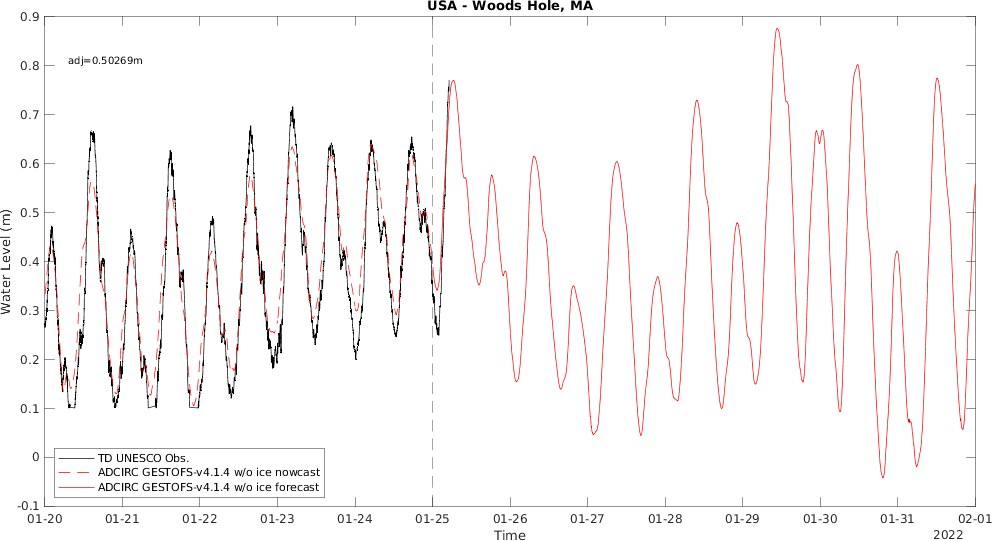 USA - Woods Hole, MA
adj=0.50269m
0.9
0.8
0.7
0.6
0.5
0.4
0.3
0.2
0.1
0
-0.1
Water Level (m)
TD UNESCO Obs.
ADCIRC GESTOFS-v4.1.4 w/o ice nowcast
ADCIRC GESTOFS-v4.1.4 w/o ice forecast
01-20 01-21 01-22 01-23 01-24 01-25 01-26 01-27 01-28 01-29 01-30 01-31 02-01
Time
2022